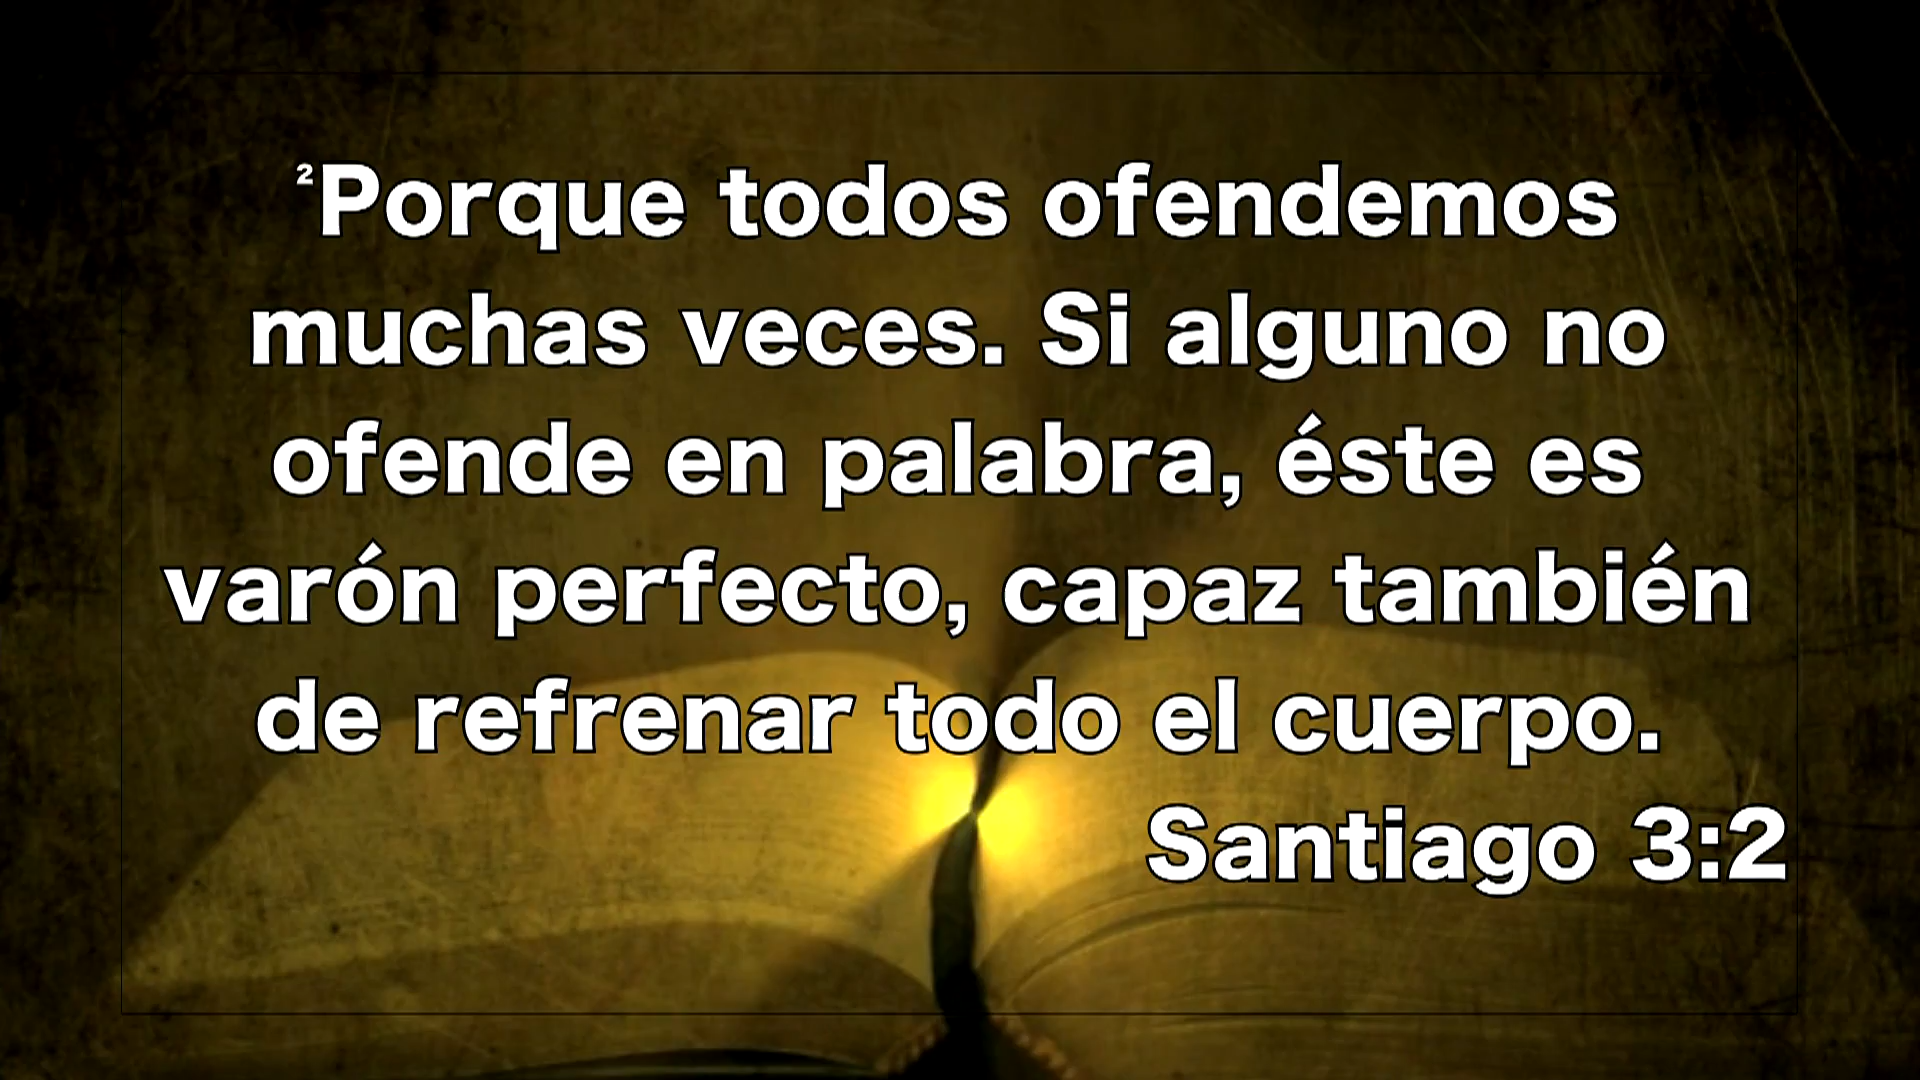 ²Porque todos ofendemos
muchas veces. Si alguno no
ofende en palabra, éste es
varón perfecto, capaz también
de refrenar todo el cuerpo.
Santiago 3:2